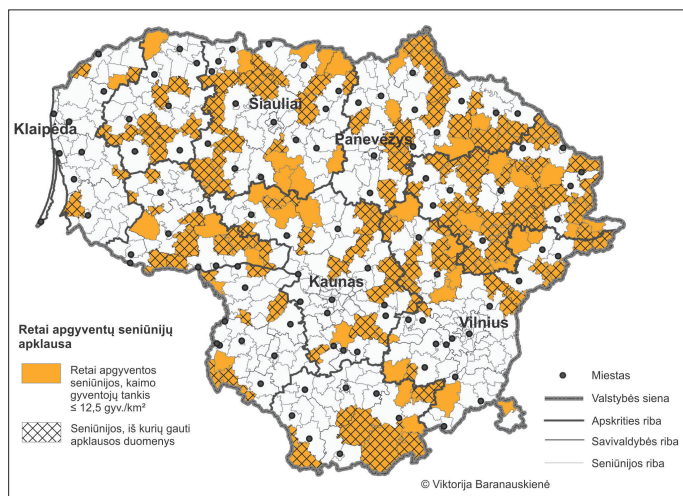 Klaipėda
Šiauliai
Panevėžys
Kaunas
Vilnius
Retai apgyventų seniūnijų
apklausa
Retai apgyventos
seniūnijos, kaimo
gyventojų tankis
≤ 12,5 gyv./km²
Seniūnijos, iš kurių gauti
apklausos duomenys
Miestas
Valstybės siena
Apskrities riba
Savivaldybės riba
Seniūnijos riba
© Viktorija Baranauskienė